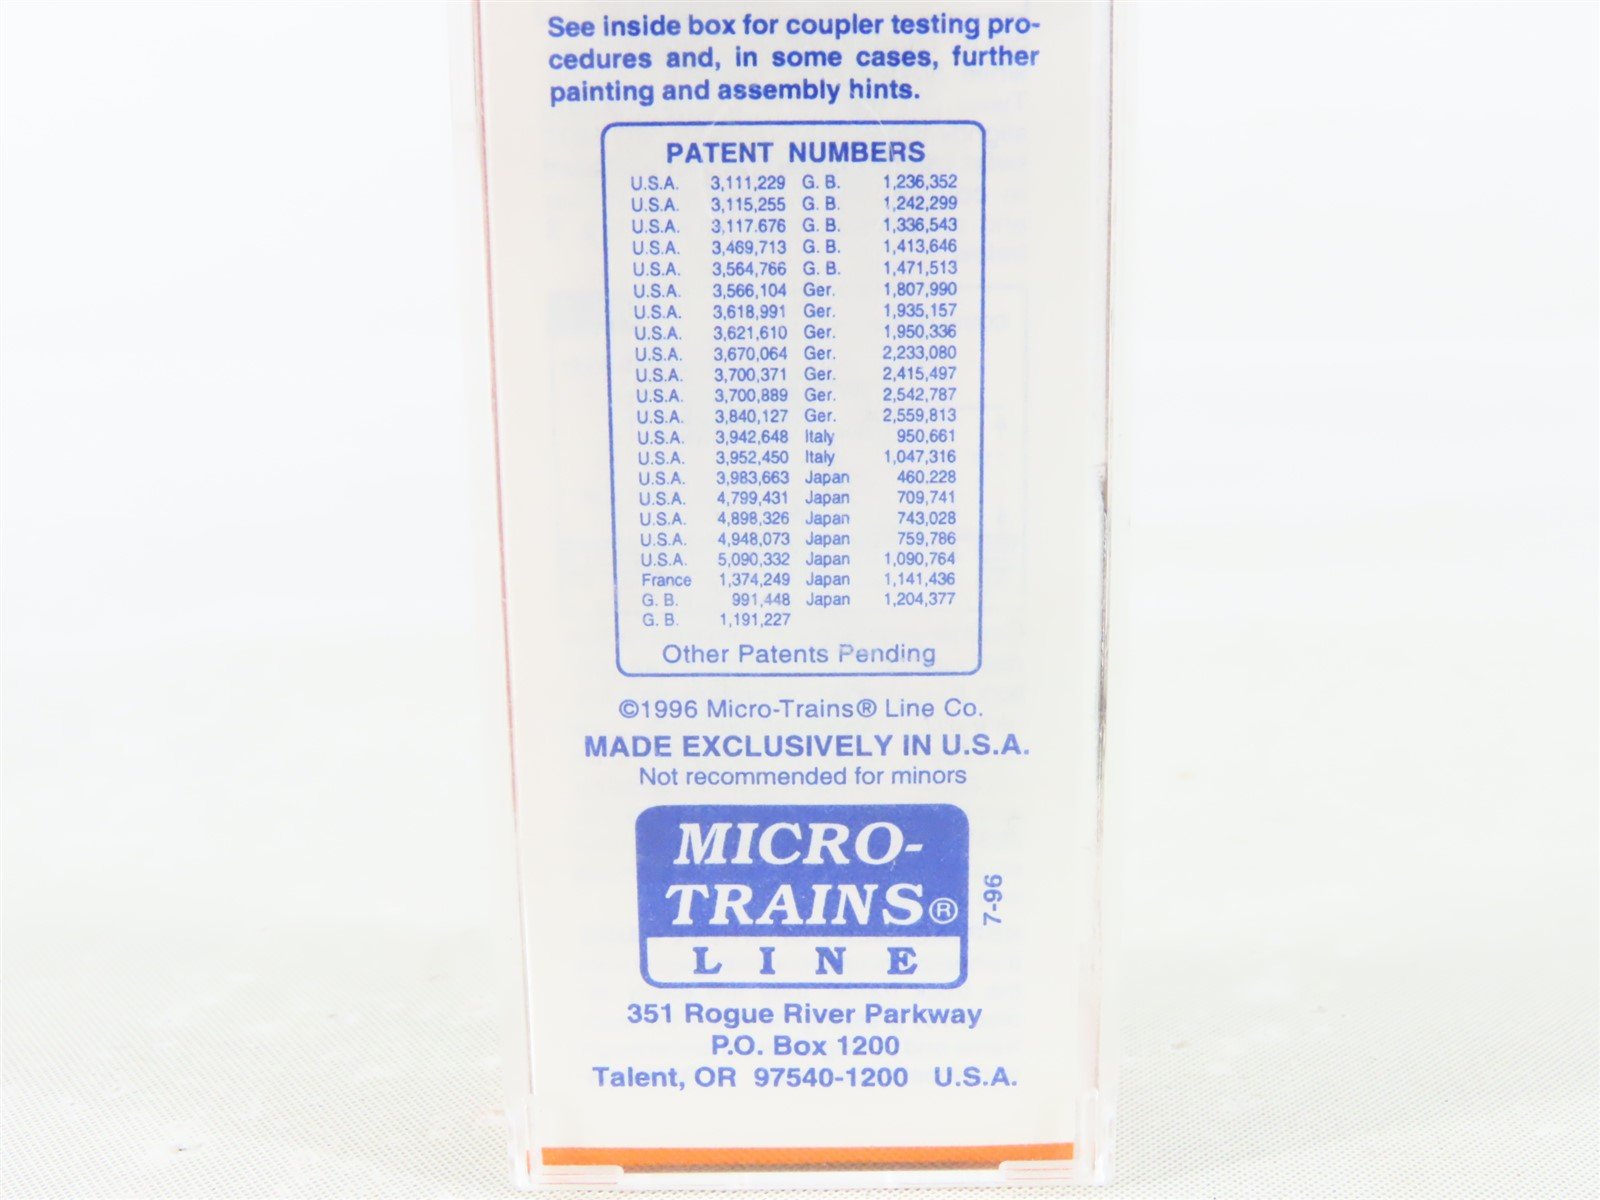 See inside box for coupler testing pro-
cedures and, in some cases, further
painting and assembly hints.
PATENT NUMBERS
U.S.A. 3,111,229 G. B. 1,236,352
U.S.A. 3,115,255 G. B. 1,242,299
U.S.A. 3,117.676 G. B. 1,336,543
U.S.A. 3,469,713 G. B. 1,413,646
U.S.A. 3,564,766 G. B. 1,471,513
U.S.A. 3,566,104 Ger. 1,807,990
U.S.A. 3,618,991 Ger. 1,935,157
U.S.A. 3,621,610 Ger. 1,950,336
U.S.A. 3,670,064 Ger. 2,233,080
U.S.A. 3,700,371 Ger. 2,415,497
U.S.A. 3,700,889 Ger. 2,542,787
U.S.A. 3,840,127 Ger. 2,559,813
U.S.A. 3,942,648 Italy 950,661
U.S.A. 3,952,450 Italy 1,047,316
U.S.A. 3,983,663 Japan 460,228
U.S.A. 4,799,431 Japan 709,741
U.S.A. 4,898,326 Japan 743,028
U.S.A. 4,948,073 Japan 759,786
U.S.A. 5,090,332 Japan 1,090,764
France 1,374,249 Japan 1,141,436
G. B. 991,448 Japan 1,204,377
G. B. 1,191,227
Other Patents Pending
©1996 Micro-Trains® Line Co.
MADE EXCLUSIVELY IN U.S.A.
Not recommended for minors
MICRO-
TRAINS®
LINE
7-96
351 Rogue River Parkway
P.O. Box 1200
Talent, OR 97540-1200 U.S.A.